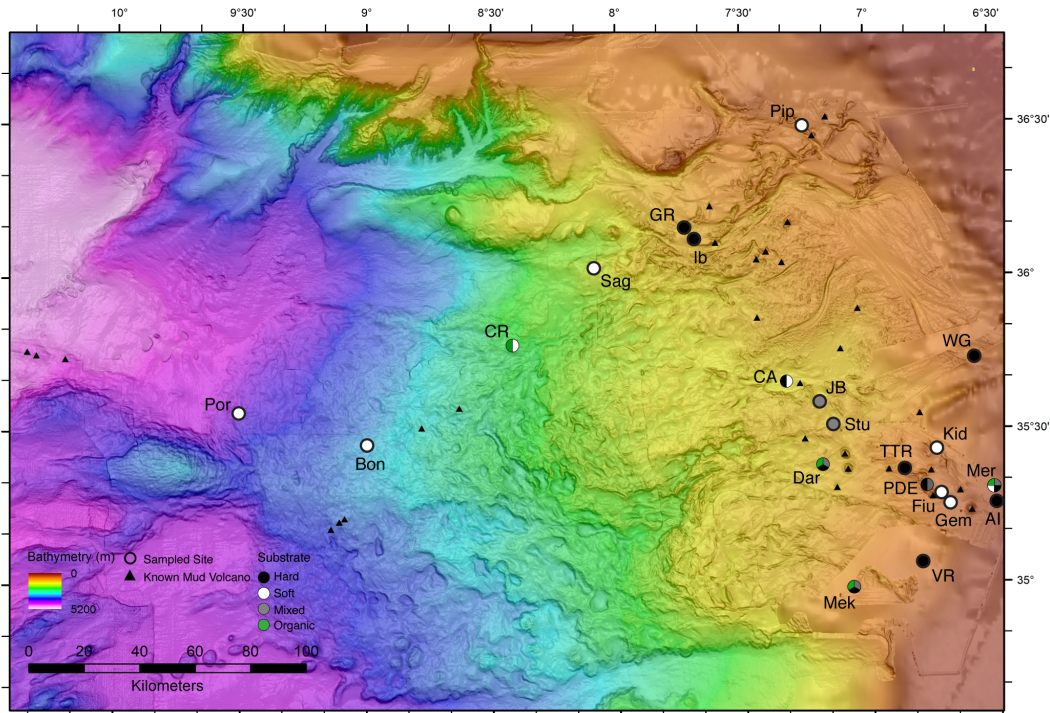 10° 9°30' 9° 8°30' 8° 7°30' 7° 6°30'
Pip
36°30'
GR
Ib
36°
Sag
CR
WG
CA
JB
Por
Stu
35°30'
Kid
Bon
TTR
Mer
Dar
PDE
Fiu
AI
Gem
Bathymetry (m)
0
5200
Sampled Site
Known Mud Volcano
Substrate
Hard
Soft
Mixed
Organic
VR
35°
Mek
0 20 40 60 80 100
Kilometers